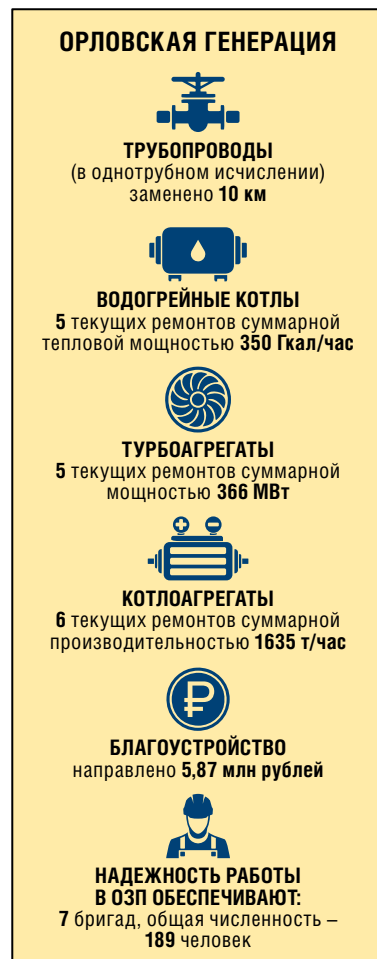 ОРЛОВСКАЯ ГЕНЕРАЦИЯ
ТРУБОПРОВОДЫ
(в однотрубном исчислении)
заменено 10 км
ВОДОГРЕЙНЫЕ КОТЛЫ
5 текущих ремонтов суммарной
тепловой мощностью 350 Гкал/час
ТУРБОАГРЕГАТЫ
5 текущих ремонтов суммарной
мощностью 366 МВт
КОТЛОАГРЕГАТЫ
6 текущих ремонтов суммарной
производительностью 1635 т/час
БЛАГОУСТРОЙСТВО
направлено 5,87 млн рублей
НАДЕЖНОСТЬ РАБОТЫ
В ОЗП ОБЕСПЕЧИВАЮТ:
7 бригад, общая численность –
189 человек